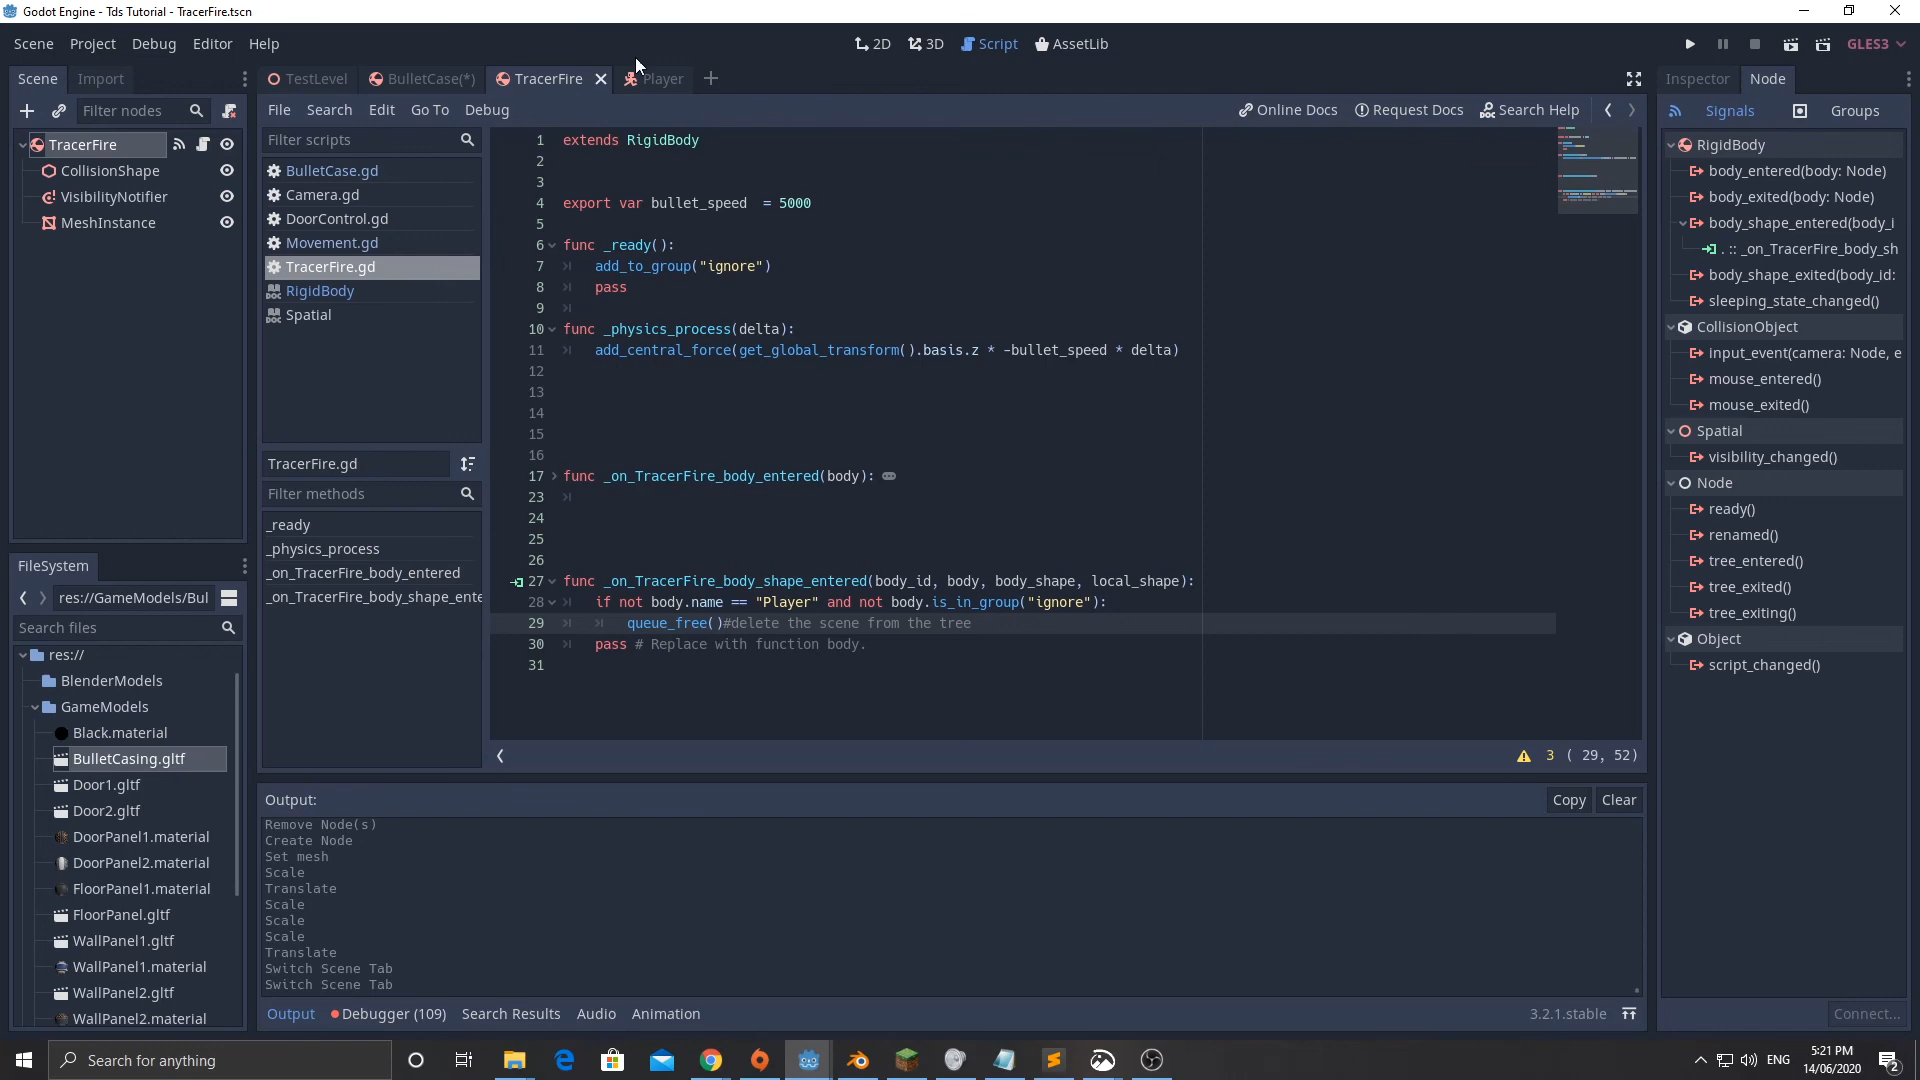 Godot Engine - Tds Tutorial - TracerFire.tscn
Scene Project Debug Editor Help
2D 3D Script AssetLib
GLES3
Scene Import
TestLevel BulletCase(*) TracerFire Player
Inspector Node
Filter nodes
File Search Edit Go To Debug
Online Docs Request Docs Search Help
Signals Groups
TracerFire
CollisionShape
VisibilityNotifier
MeshInstance
Filter scripts
BulletCase.gd
Camera.gd
DoorControl.gd
Movement.gd
TracerFire.gd
RigidBody
Spatial
TracerFire.gd
Filter methods
_ready
_physics_process
_on_TracerFire_body_entered
_on_TracerFire_body_shape_ente
1 extends RigidBody
2
3
4 export var bullet_speed  = 5000
5
6 func _ready():
7 add_to_group("ignore")
8 pass
9
10 func _physics_process(delta):
11 add_central_force(get_global_transform().basis.z * -bullet_speed * delta)
12
13
14
15
16
17 func _on_TracerFire_body_entered(body):
23
24
25
26
27 func _on_TracerFire_body_shape_entered(body_id, body, body_shape, local_shape):
28 if not body.name == "Player" and not body.is_in_group("ignore"):
29 queue_free()#delete the scene from the tree
30 pass # Replace with function body.
31
3 ( 29, 52)
RigidBody
body_entered(body: Node)
body_exited(body: Node)
body_shape_entered(body_i
. :: _on_TracerFire_body_sh
body_shape_exited(body_id:
sleeping_state_changed()
CollisionObject
input_event(camera: Node, e
mouse_entered()
mouse_exited()
Spatial
visibility_changed()
Node
ready()
renamed()
tree_entered()
tree_exited()
tree_exiting()
Object
script_changed()
Connect...
FileSystem
res://GameModels/Bul
Search files
res://
BlenderModels
GameModels
Black.material
BulletCasing.gltf
Door1.gltf
Door2.gltf
DoorPanel1.material
DoorPanel2.material
FloorPanel1.material
FloorPanel.gltf
WallPanel1.gltf
WallPanel1.material
WallPanel2.gltf
WallPanel2.material
Output: Copy Clear
Remove Node(s)
Create Node
Set mesh
Scale
Translate
Scale
Scale
Scale
Translate
Switch Scene Tab
Switch Scene Tab
Output Debugger (109) Search Results Audio Animation 3.2.1.stable
Search for anything
ENG
5:21 PM
14/06/2020
2